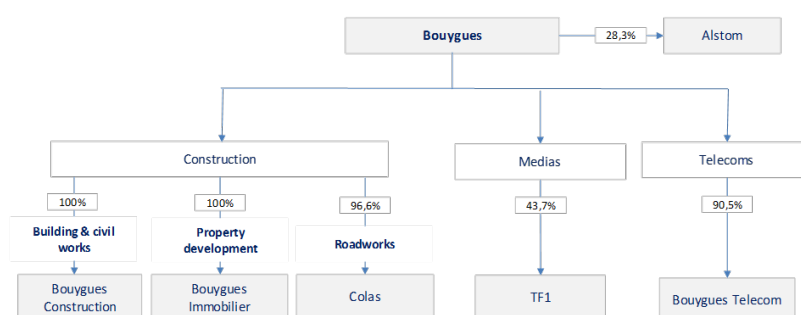 Bouygues
28,3%
Alstom
Construction
Medias
Telecoms
100%
100%
96,6%
43,7%
90,5%
Building & civil
works
Property
development
Roadworks
Bouygues
Construction
Bouygues
Immobilier
Colas
TF1
Bouygues Telecom